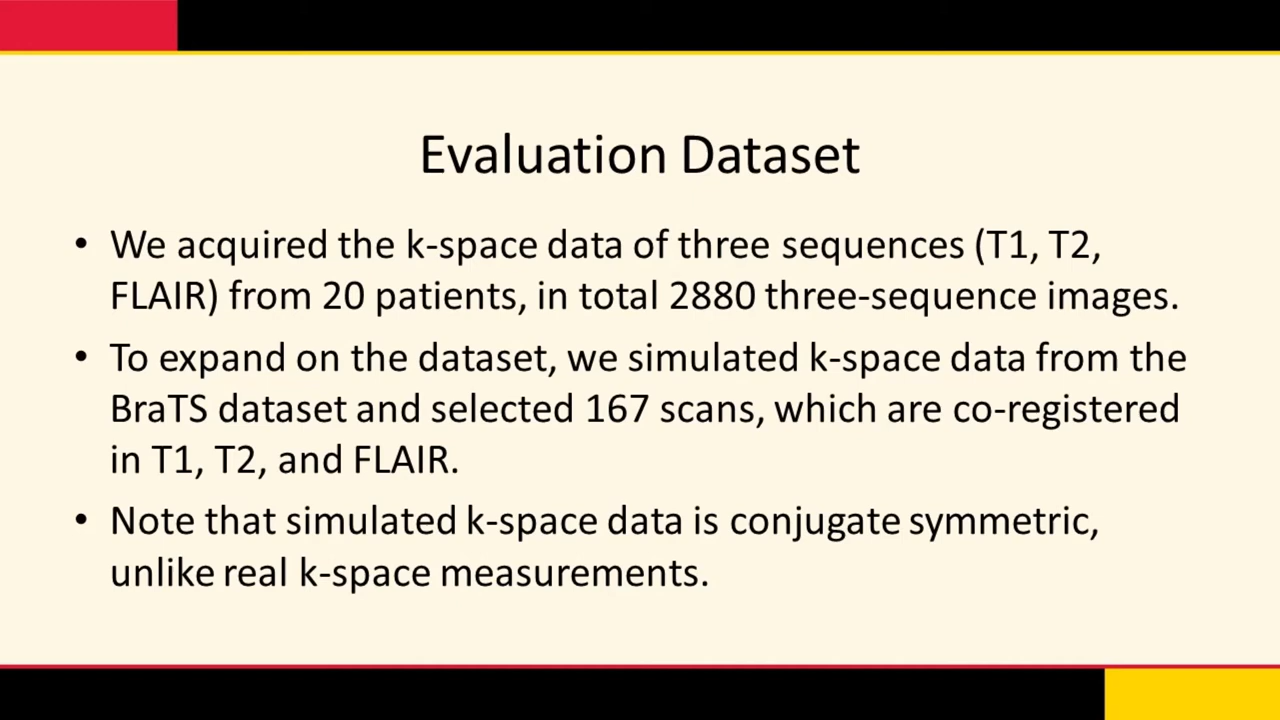 Evaluation Dataset
• We acquired the k-space data of three sequences (T1, T2,
FLAIR) from 20 patients, in total 2880 three-sequence images.
• To expand on the dataset, we simulated k-space data from the
BraTS dataset and selected 167 scans, which are co-registered
in T1, T2, and FLAIR.
• Note that simulated k-space data is conjugate symmetric,
unlike real k-space measurements.